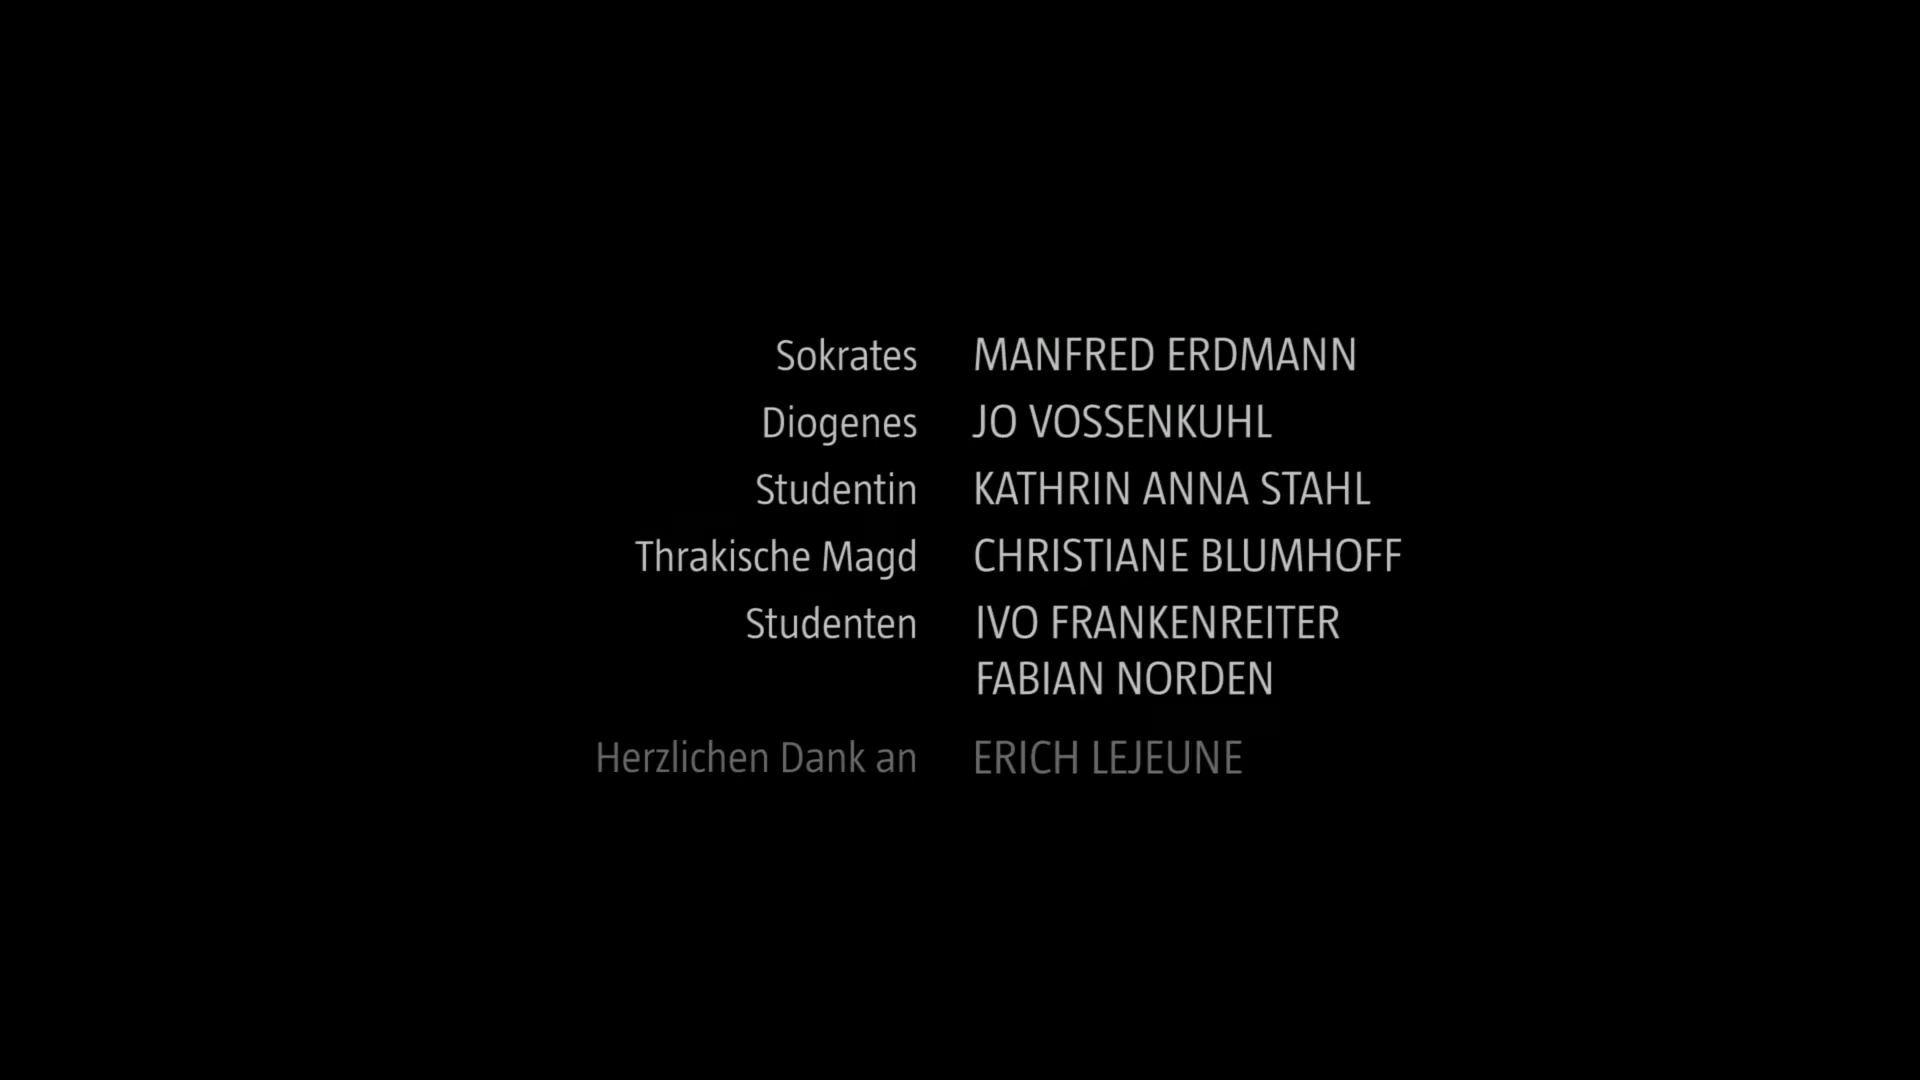 Sokrates MANFRED ERDMANN
Diogenes JO VOSSENKUHL
Studentin KATHRIN ANNA STAHL
Thrakische Magd CHRISTIANE BLUMHOFF
Studenten IVO FRANKENREITER
FABIAN NORDEN
Herzlichen Dank an ERICH LEJEUNE